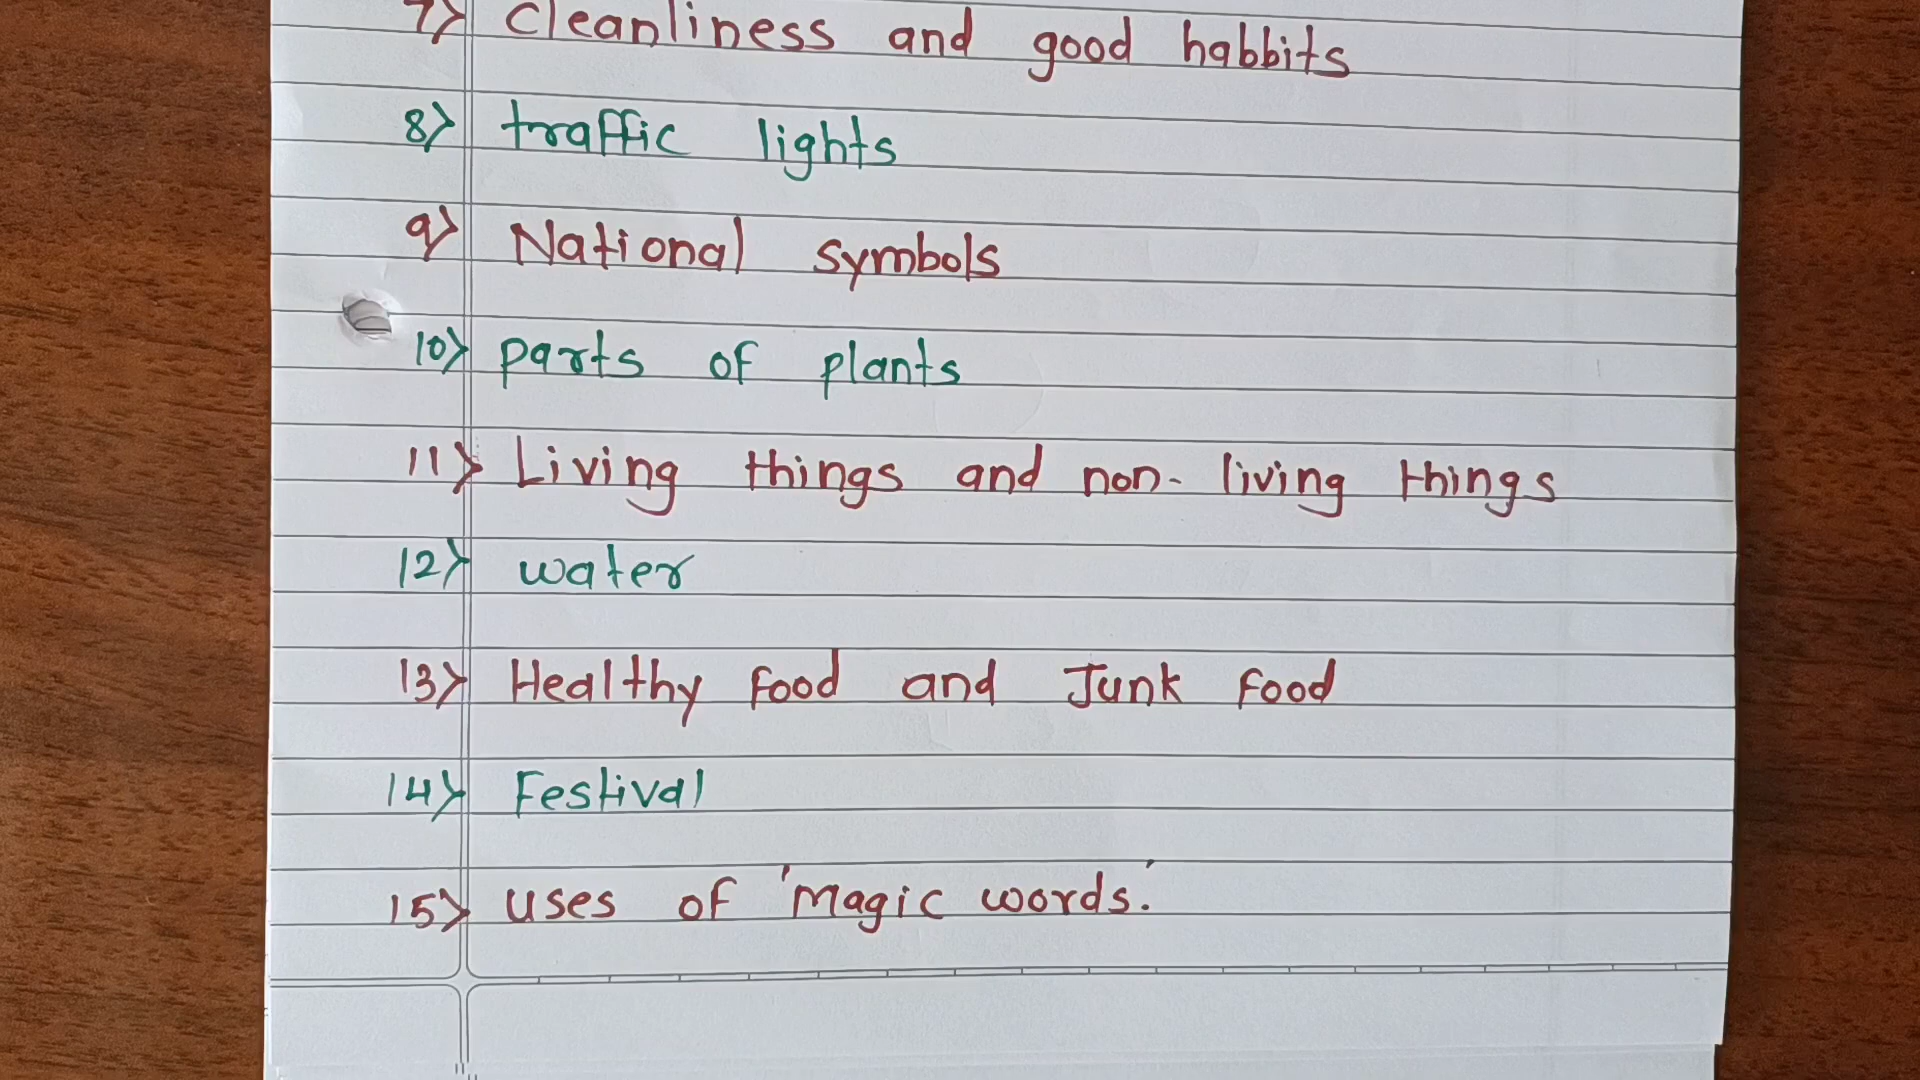 7) Cleanliness and good habbits
8) traffic lights
9) National symbols
10) parts of plants
11) Living things and non-living things
12) water
13) Healthy food and Junk food
14) Festival
15) uses of 'Magic words.'